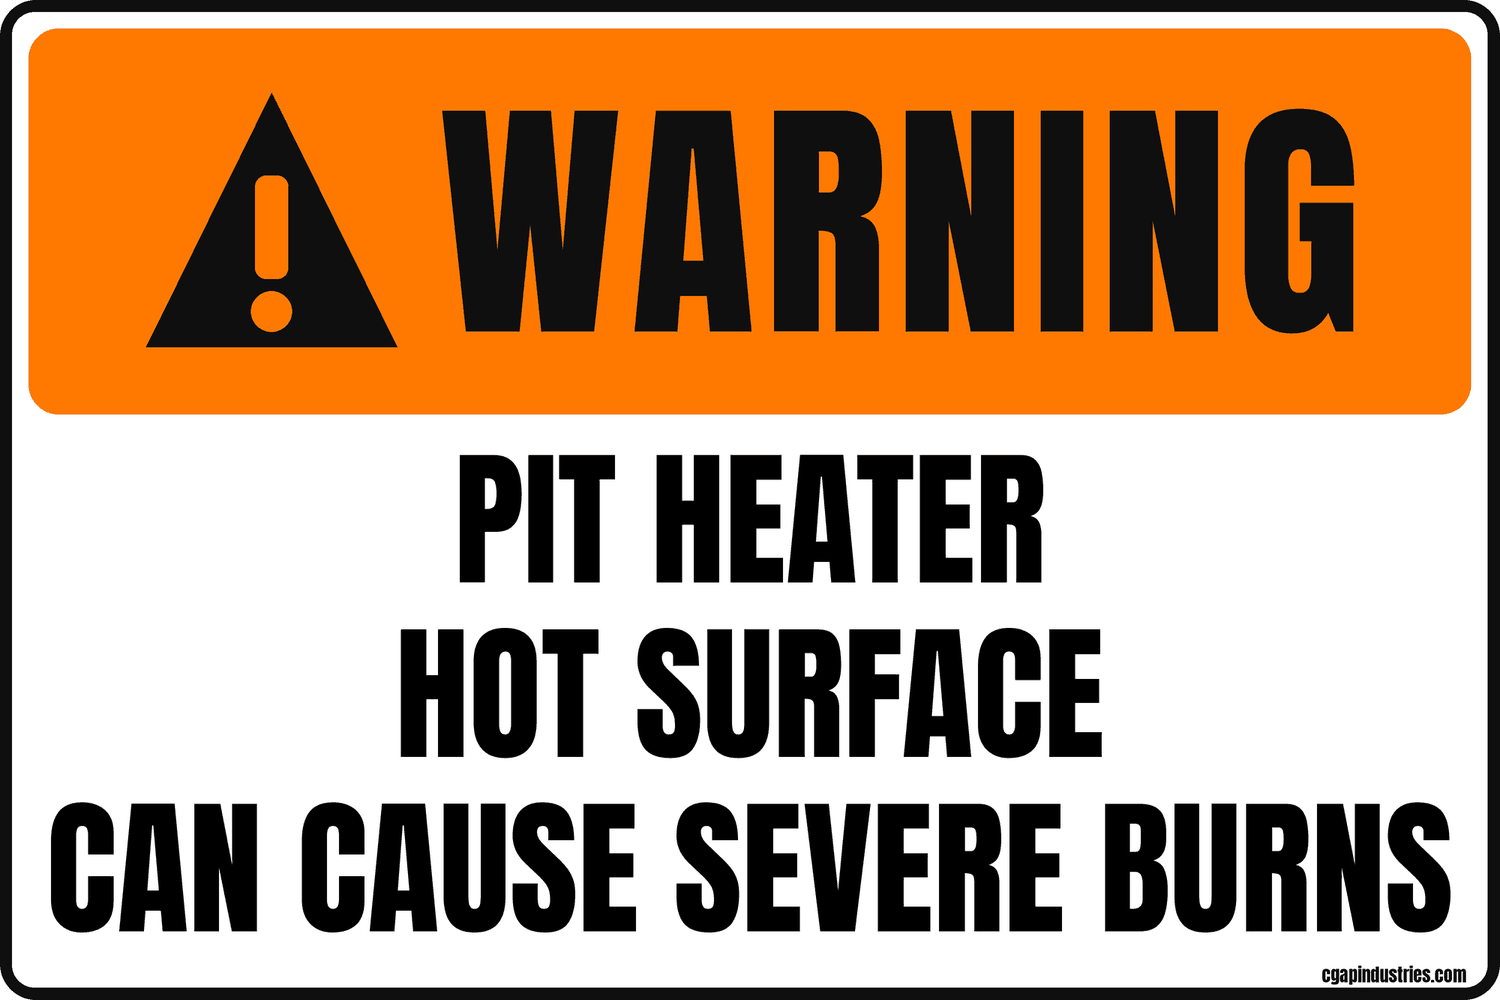 WARNING
PIT HEATER
HOT SURFACE
CAN CAUSE SEVERE BURNS
cgapindustries.com